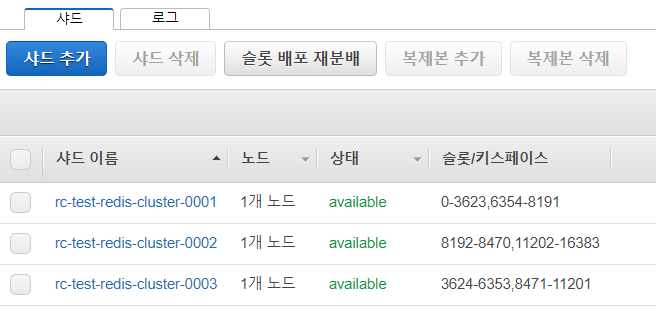 샤드 로그
샤드 추가 샤드 삭제 슬롯 배포 재분배 복제본 추가 복제본 삭제
샤드 이름 노드 상태 슬롯/키스페이스
rc-test-redis-cluster-0001 1개 노드 available 0-3623,6354-8191
rc-test-redis-cluster-0002 1개 노드 available 8192-8470,11202-16383
rc-test-redis-cluster-0003 1개 노드 available 3624-6353,8471-11201